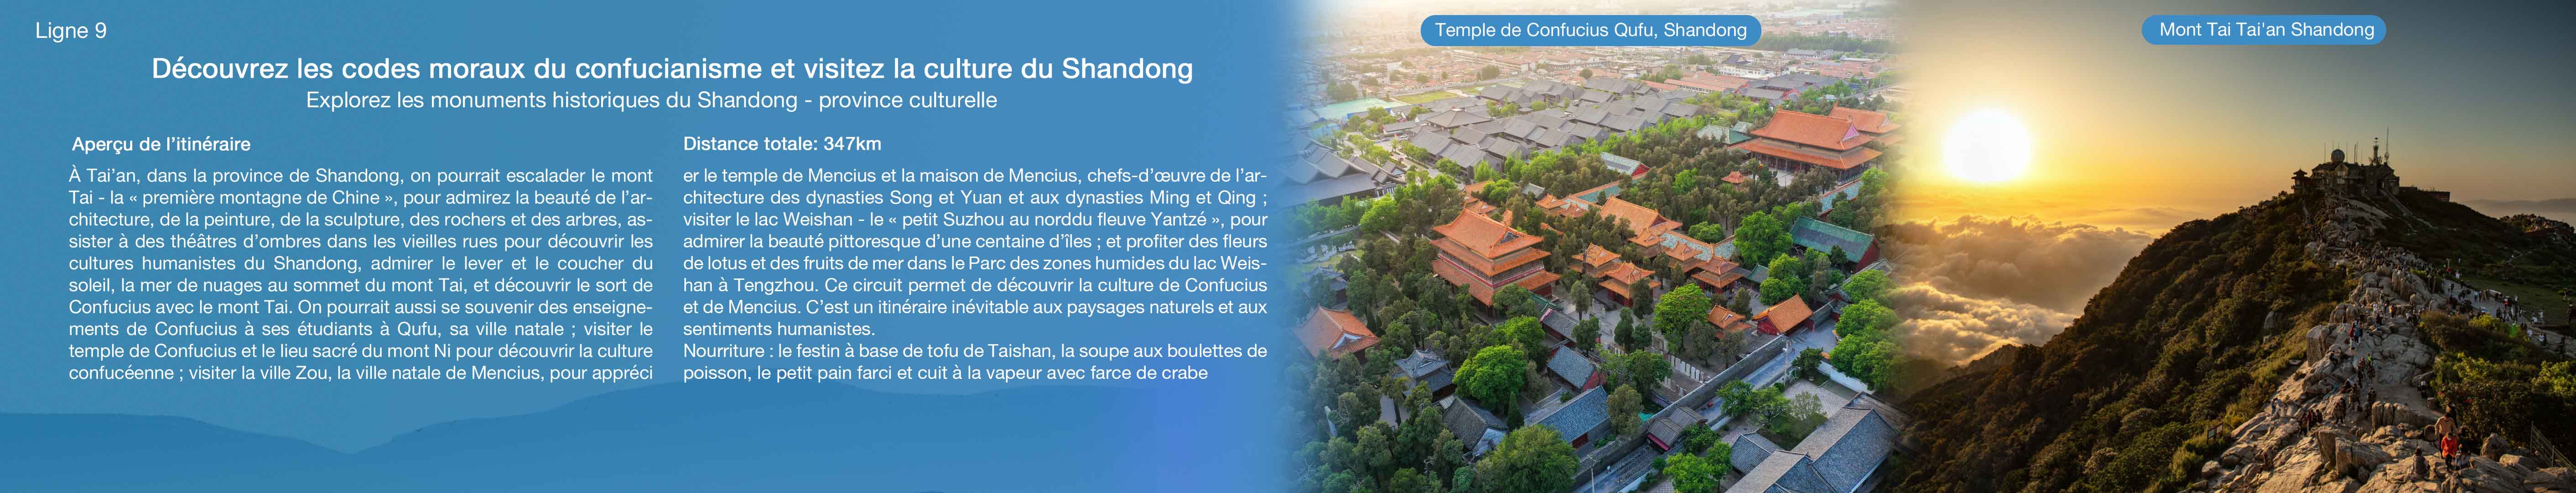 Ligne 9
Découvrez les codes moraux du confucianisme et visitez la culture du Shandong
Explorez les monuments historiques du Shandong - province culturelle
Aperçu de l'itinéraire
À Tai'an, dans la province de Shandong, on pourrait escalader le mont
Tai - la « première montagne de Chine », pour admirez la beauté de l'ar-
chitecture, de la peinture, de la sculpture, des rochers et des arbres, as-
sister à des théâtres d'ombres dans les vieilles rues pour découvrir les
cultures humanistes du Shandong, admirer le lever et le coucher du
soleil, la mer de nuages au sommet du mont Tai, et découvrir le sort de
Confucius avec le mont Tai. On pourrait aussi se souvenir des enseigne-
ments de Confucius à ses étudiants à Qufu, sa ville natale ; visiter le
temple de Confucius et le lieu sacré du mont Ni pour découvrir la culture
confucéenne ; visiter la ville Zou, la ville natale de Mencius, pour appréci
Distance totale: 347km
er le temple de Mencius et la maison de Mencius, chefs-d'œuvre de l'ar-
chitecture des dynasties Song et Yuan et aux dynasties Ming et Qing ;
visiter le lac Weishan - le « petit Suzhou au norddu fleuve Yantzé », pour
admirer la beauté pittoresque d'une centaine d'îles ; et profiter des fleurs
de lotus et des fruits de mer dans le Parc des zones humides du lac Weis-
han à Tengzhou. Ce circuit permet de découvrir la culture de Confucius
et de Mencius. C'est un itinéraire inévitable aux paysages naturels et aux
sentiments humanistes.
Nourriture : le festin à base de tofu de Taishan, la soupe aux boulettes de
poisson, le petit pain farci et cuit à la vapeur avec farce de crabe
Temple de Confucius Qufu, Shandong
Mont Tai Tai'an Shandong